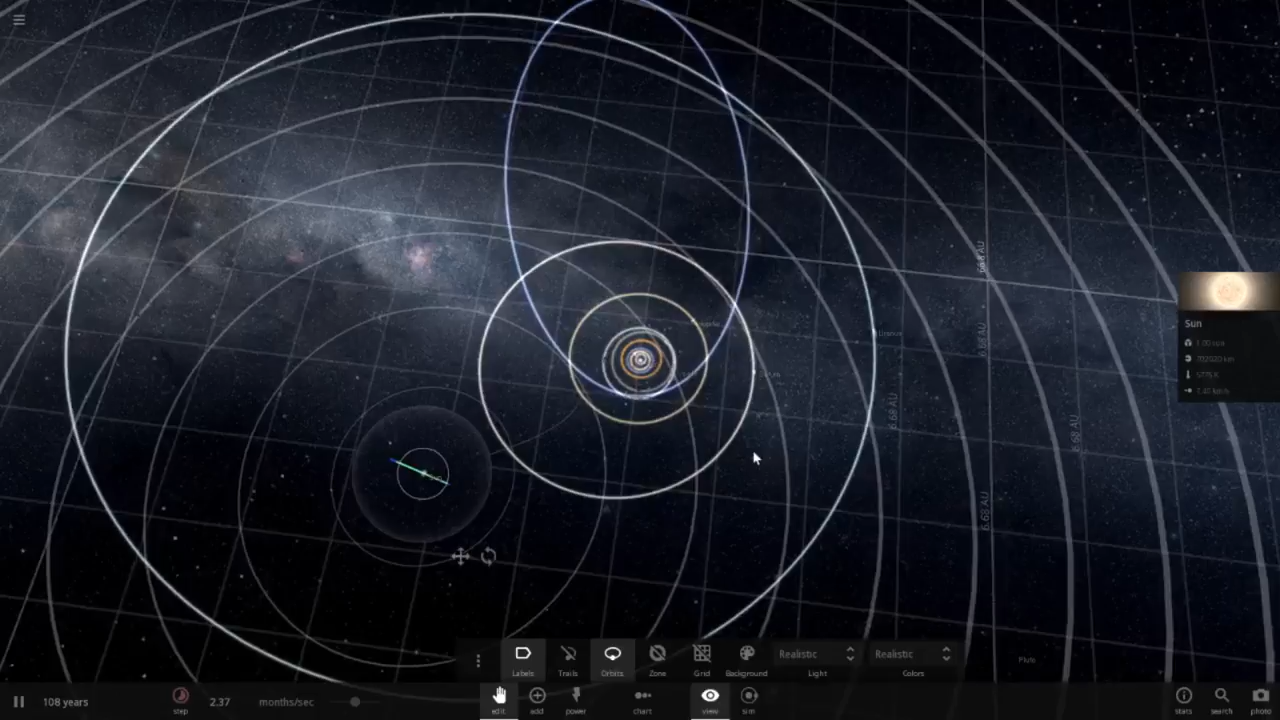 6.68 AU
Uranus
6.68 AU
6.68 AU
6.68 AU
6.68 AU
Sun
Pluto
Realistic
Realistic
Labels
Trails
Orbits
Zone
Grid
Background
Light
Colors
108 years
step
2.37
months/sec
edit
add
power
chart
view
sim
stats
search
photo